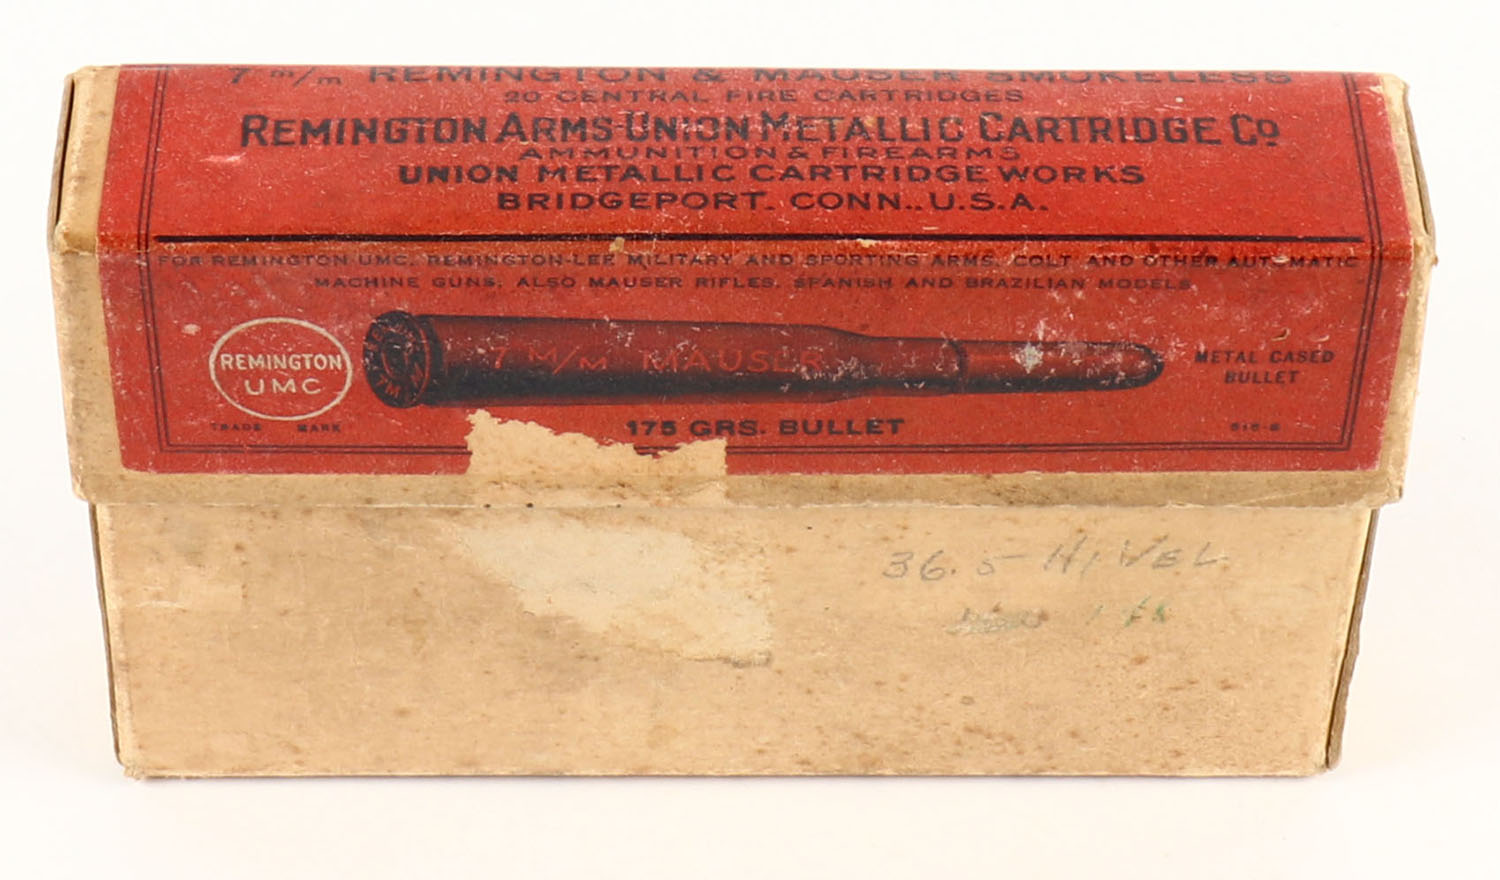 7 m/m REMINGTON & MAUSER SMOKELESS
20 CENTRAL FIRE CARTRIDGES
REMINGTON ARMS-UNION METALLIC CARTRIDGE CO
AMMUNITION & FIREARMS
UNION METALLIC CARTRIDGE WORKS
BRIDGEPORT. CONN., U.S.A.
FOR REMINGTON-UMC, REMINGTON-LEE MILITARY AND SPORTING ARMS, COLT AND OTHER AUTOMATIC
MACHINE GUNS, ALSO MAUSER RIFLES, SPANISH AND BRAZILIAN MODELS
REMINGTON
UMC
TRADE MARK
7 M/M MAUSER
METAL CASED
BULLET
175 GRS. BULLET
36.5 HI VEL